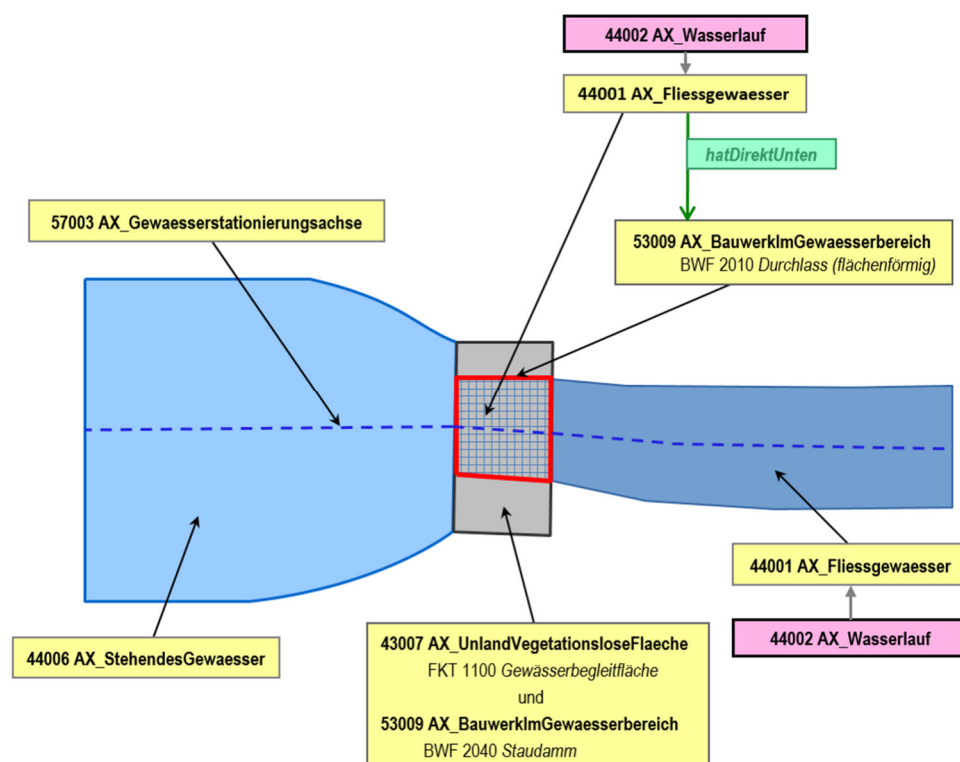 44002 AX_Wasserlauf
44001 AX_Fliessgewaesser
hatDirektUnten
57003 AX_Gewaesserstationierungsachse
53009 AX_BauwerkImGewaesserbereich
BWF 2010 Durchlass (flächenförmig)
44001 AX_Fliessgewaesser
44002 AX_Wasserlauf
44006 AX_StehendesGewaesser
43007 AX_UnlandVegetationsloseFlaeche
FKT 1100 Gewässerbegleitfläche
und
53009 AX_BauwerkImGewaesserbereich
BWF 2040 Staudamm